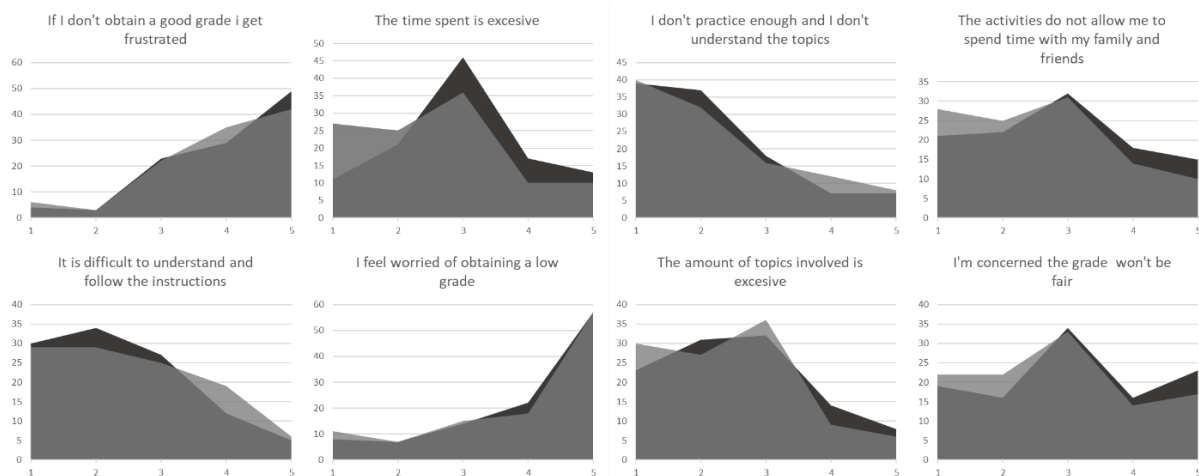 If I don't obtain a good grade i get
frustrated
60
50
40
30
20
10
0
1 2 3 4 5
The time spent is excesive
50
45
40
35
30
25
20
15
10
5
0
1 2 3 4 5
I don't practice enough and I don't
understand the topics
45
40
35
30
25
20
15
10
5
0
1 2 3 4 5
The activities do not allow me to
spend time with my family and
friends
35
30
25
20
15
10
5
0
1 2 3 4 5
It is difficult to understand and
follow the instructions
40
35
30
25
20
15
10
5
0
1 2 3 4 5
I feel worried of obtaining a low
grade
60
50
40
30
20
10
0
1 2 3 4 5
The amount of topics involved is
excesive
40
35
30
25
20
15
10
5
0
1 2 3 4 5
I'm concerned the grade won't be
fair
40
35
30
25
20
15
10
5
0
1 2 3 4 5